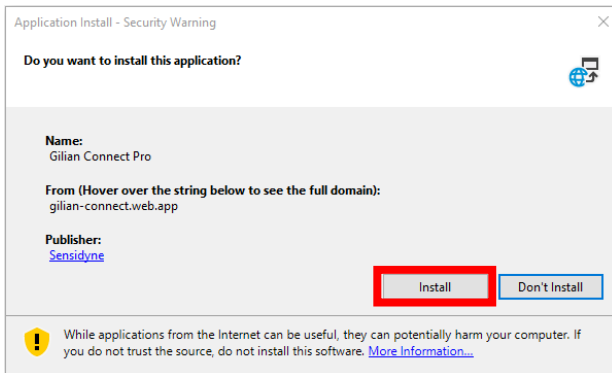 Application Install - Security Warning
Do you want to install this application?
Name:
Gilian Connect Pro
From (Hover over the string below to see the full domain):
gilian-connect.web.app
Publisher:
Sensidyne
Install
Don't Install
While applications from the Internet can be useful, they can potentially harm your computer. If
you do not trust the source, do not install this software. More Information...